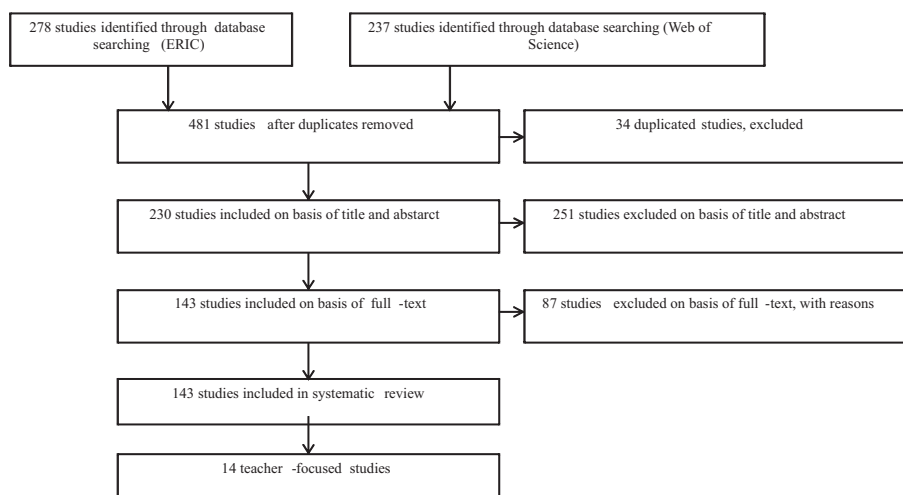 278 studies identified through database
searching (ERIC)
237 studies identified through database searching (Web of
Science)
481 studies after duplicates removed
34 duplicated studies, excluded
230 studies included on basis of title and abstarct
251 studies excluded on basis of title and abstract
143 studies included on basis of full -text
87 studies excluded on basis of full -text, with reasons
143 studies included in systematic review
14 teacher -focused studies